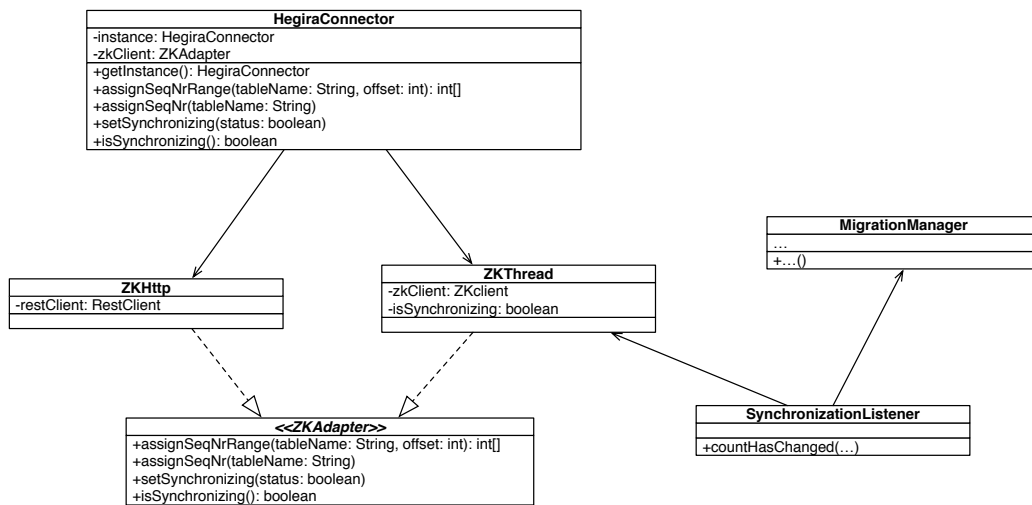 HegiraConnector
-instance: HegiraConnector
-zkClient: ZKAdapter
+getInstance(): HegiraConnector
+assignSeqNrRange(tableName: String, offset: int): int[]
+assignSeqNr(tableName: String)
+setSynchronizing(status: boolean)
+isSynchronizing(): boolean
MigrationManager
...
+...()
ZKHttp
-restClient: RestClient
ZKThread
-zkClient: ZKclient
-isSynchronizing: boolean
SynchronizationListener
+countHasChanged(...)
<<ZKAdapter>>
+assignSeqNrRange(tableName: String, offset: int): int[]
+assignSeqNr(tableName: String)
+setSynchronizing(status: boolean)
+isSynchronizing(): boolean